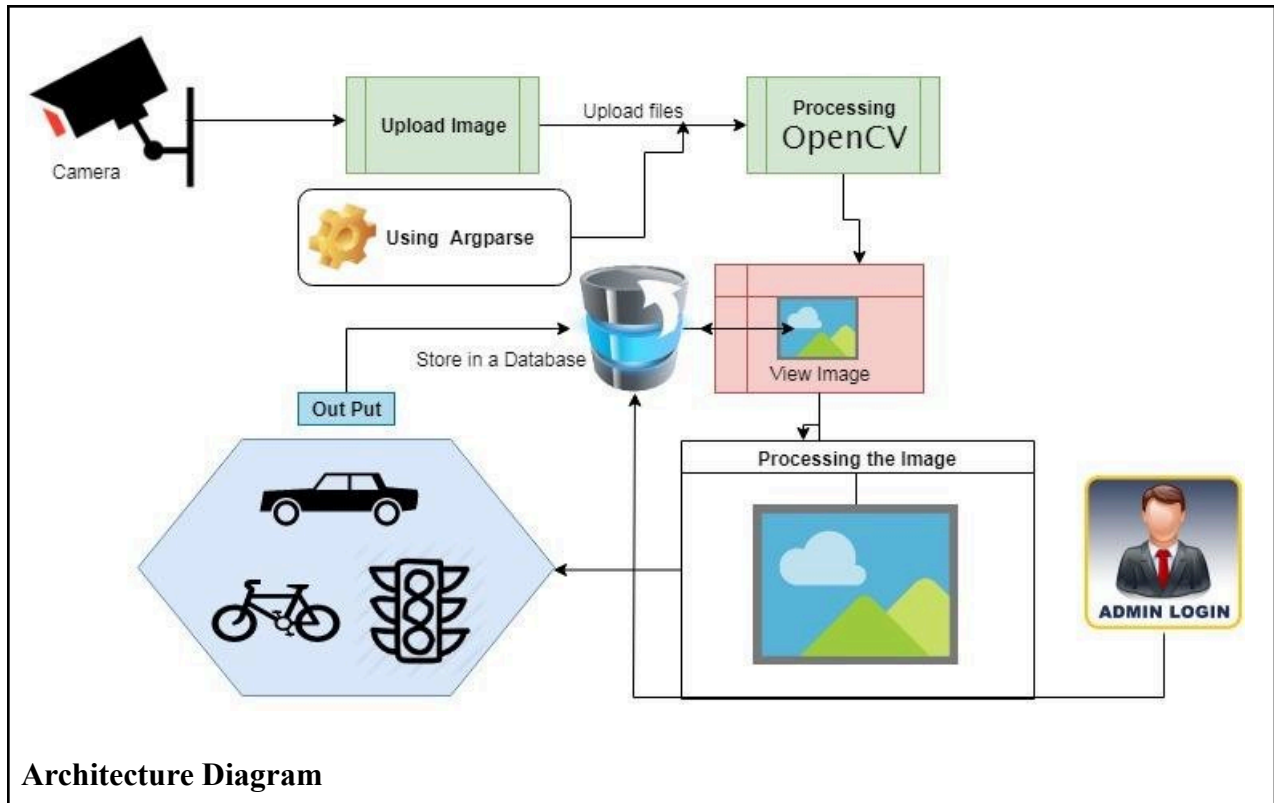 Camera
Upload Image
Upload files
Processing
OpenCV
Using Argparse
Store in a Database
View Image
Out Put
Processing the Image
ADMIN LOGIN
Architecture Diagram